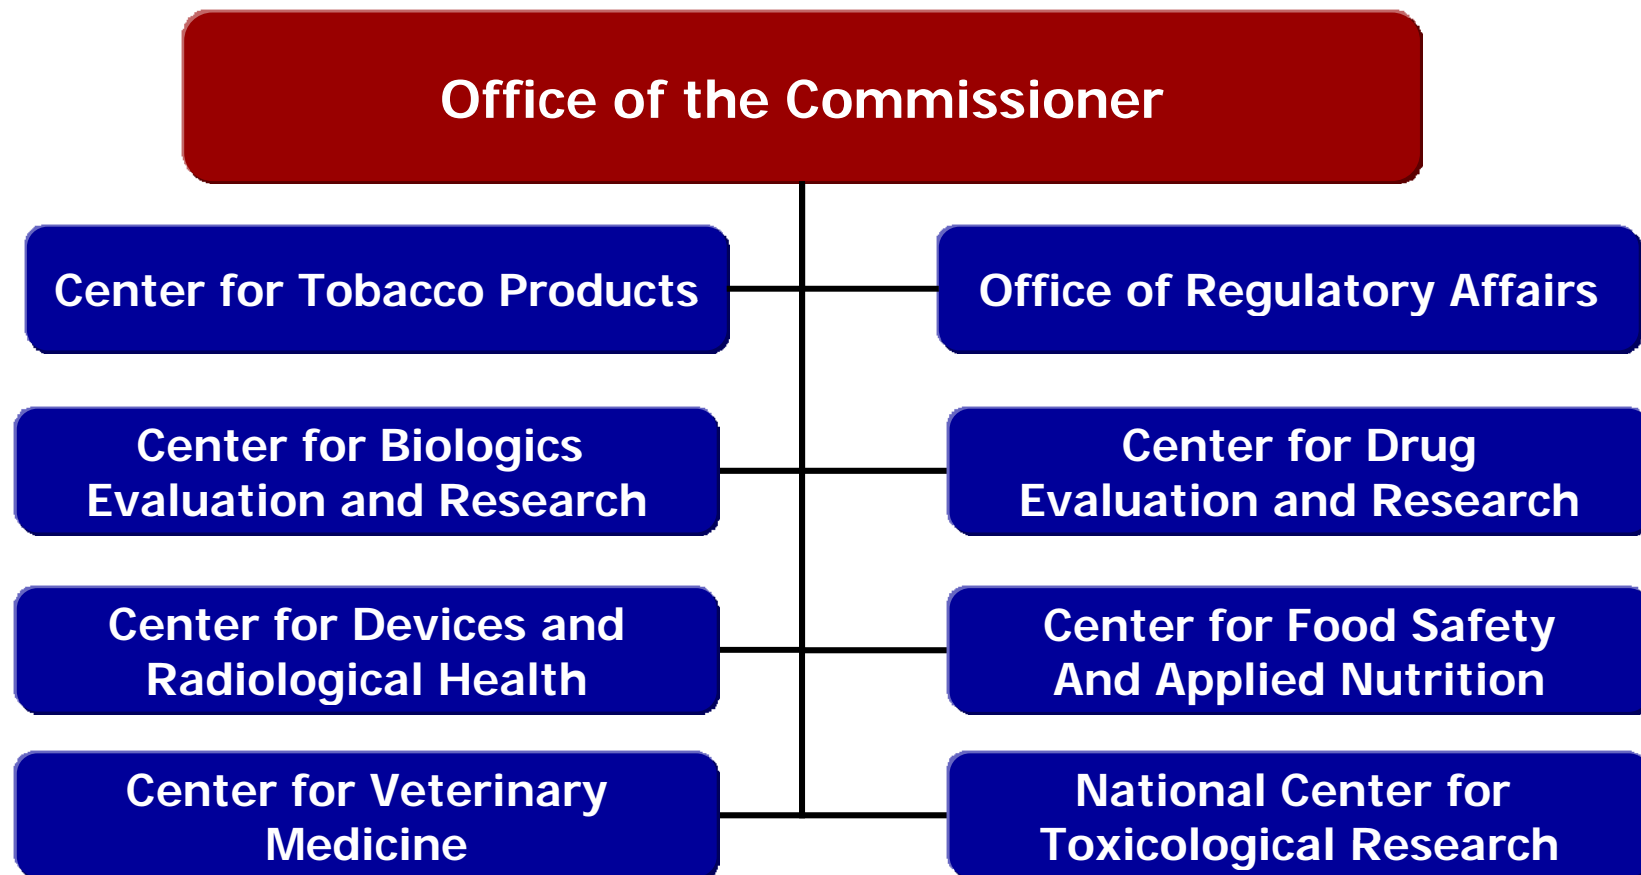 Office of the Commissioner
Center for Tobacco Products
Office of Regulatory Affairs
Center for Biologics
Evaluation and Research
Center for Drug
Evaluation and Research
Center for Devices and
Radiological Health
Center for Food Safety
And Applied Nutrition
Center for Veterinary
Medicine
National Center for
Toxicological Research